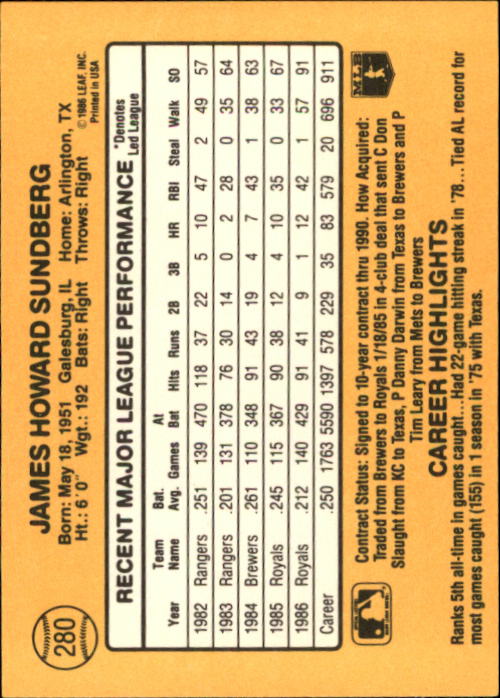 280
JAMES HOWARD SUNDBERG
Born: May 18, 1951 Galesburg, IL Home: Arlington, TX
Ht.: 6'0" Wgt.: 192 Bats: Right Throws: Right
© 1986 LEAF, INC.
Printed in USA
RECENT MAJOR LEAGUE PERFORMANCE
*Denotes
Led League
Year Team Name Bat. Avg. Games At Bat Hits Runs 2B 3B HR RBI Steal Walk SO
1982 Rangers .251 139 470 118 37 22 5 10 47 2 49 57
1983 Rangers .201 131 378 76 30 14 0 2 28 0 35 64
1984 Brewers .261 110 348 91 43 19 4 7 43 1 38 63
1985 Royals .245 115 367 90 38 12 4 10 35 0 33 67
1986 Royals .212 140 429 91 41 9 1 12 42 1 57 91
Career .250 1763 5590 1397 578 229 35 83 579 20 696 911
Contract Status: Signed to 10-year contract thru 1990. How Acquired:
Traded from Brewers to Royals 1/18/85 in 4-club deal that sent C Don
Slaught from KC to Texas, P Danny Darwin from Texas to Brewers and P
Tim Leary from Mets to Brewers
MLB
CAREER HIGHLIGHTS
Ranks 5th all-time in games caught...Had 22-game hitting streak in '78...Tied AL record for
most games caught (155) in 1 season in '75 with Texas.